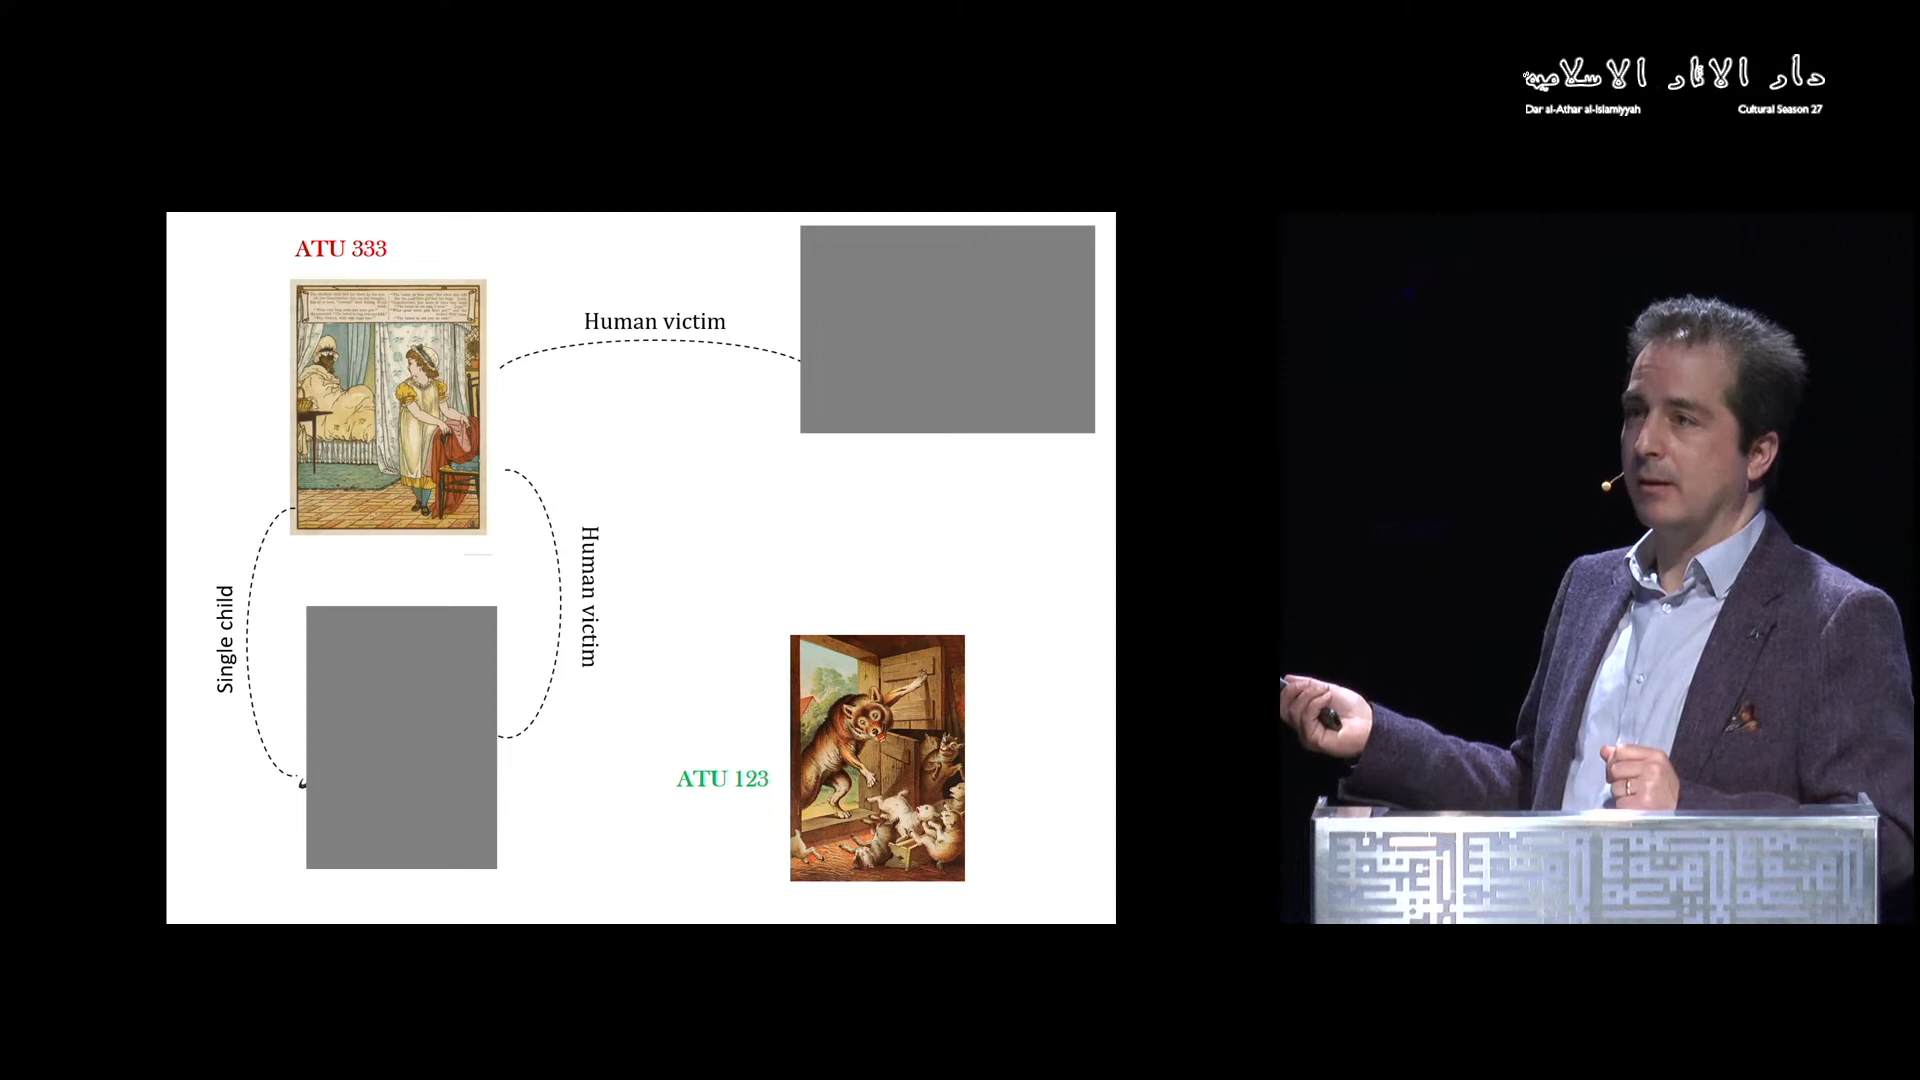 دار الآثار الاسلامية
Dar al-Athar al-Islamiyyah
Cultural Season 27
ATU 333
Human victim
Human victim
Single child
ATU 123